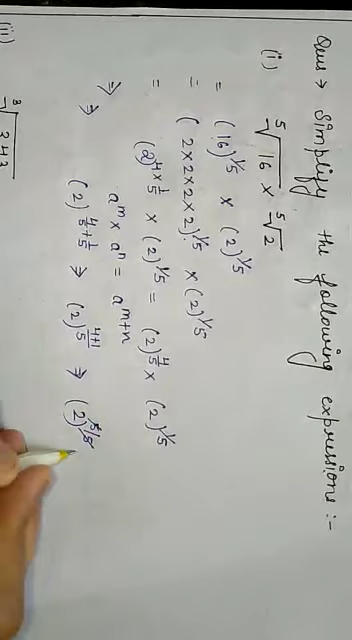 Ques → Simplify the following expressions :-
(i) ⁵√16 × ⁵√2
= (16)^1/5 × (2)^1/5
= (2×2×2×2)^1/5 × (2)^1/5
= (2)^4×1/5 × (2)^1/5 = (2)^4/5 × (2)^1/5
⇒ a^m × a^n = a^m+n
⇒ (2)^4/5+1/5 ⇒ (2)^4+1/5 ⇒ (2)^5/5
(ii) ³√343